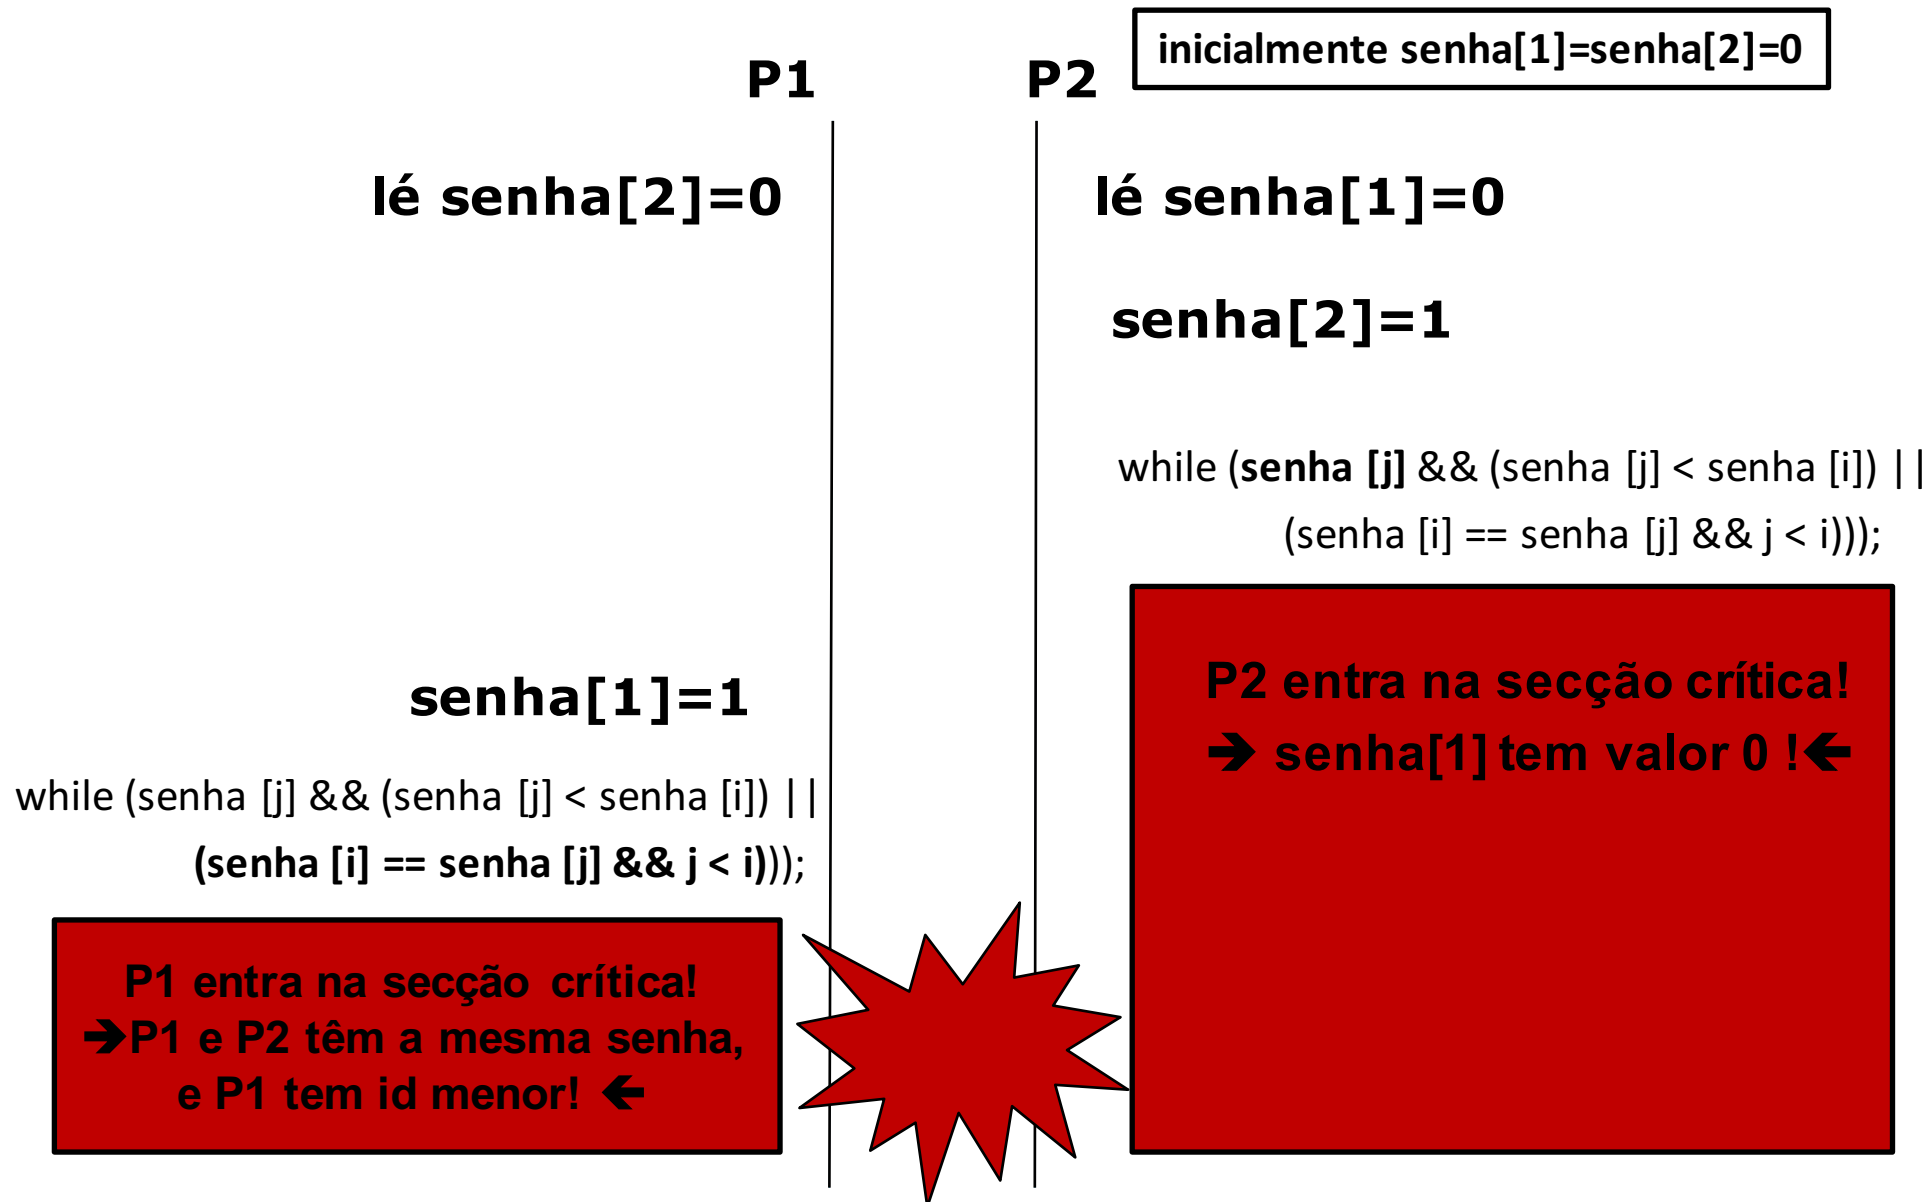 inicialmente senha[1]=senha[2]=0
P1
P2
lé senha[2]=0
lé senha[1]=0
senha[2]=1
while (senha [j] && (senha [j] < senha [i]) ||
(senha [i] == senha [j] && j < i)));
P2 entra na secção crítica!
➔ senha[1] tem valor 0 !🡸
senha[1]=1
while (senha [j] && (senha [j] < senha [i]) ||
(senha [i] == senha [j] && j < i)));
P1 entra na secção crítica!
➔P1 e P2 têm a mesma senha,
e P1 tem id menor! 🡸